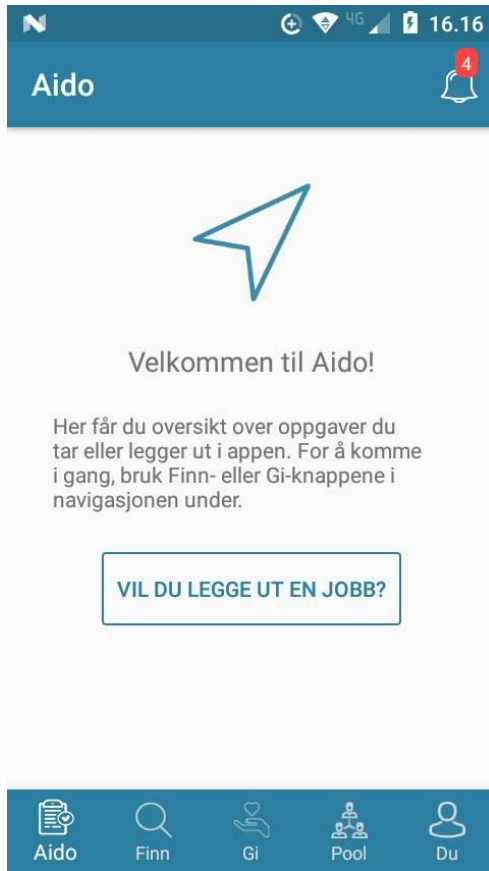 4G 16.16
Aido
4
Velkommen til Aido!
Her får du oversikt over oppgaver du
tar eller legger ut i appen. For å komme
i gang, bruk Finn- eller Gi-knappene i
navigasjonen under.
VIL DU LEGGE UT EN JOBB?
Aido Finn Gi Pool Du